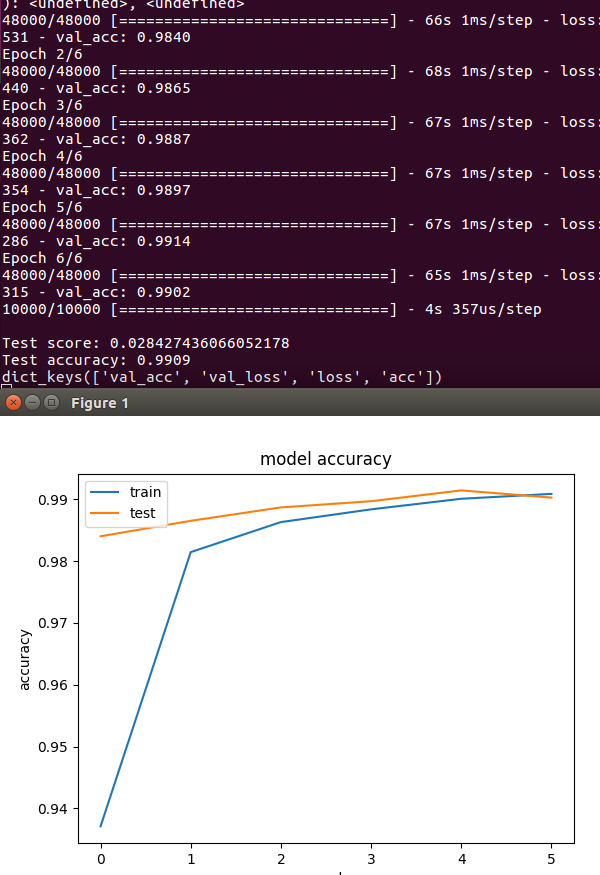 ): <undefined>, <undefined>
48000/48000 [==============================] - 66s 1ms/step - loss:
531 - val_acc: 0.9840
Epoch 2/6
48000/48000 [==============================] - 68s 1ms/step - loss:
440 - val_acc: 0.9865
Epoch 3/6
48000/48000 [==============================] - 67s 1ms/step - loss:
362 - val_acc: 0.9887
Epoch 4/6
48000/48000 [==============================] - 67s 1ms/step - loss:
354 - val_acc: 0.9897
Epoch 5/6
48000/48000 [==============================] - 67s 1ms/step - loss:
286 - val_acc: 0.9914
Epoch 6/6
48000/48000 [==============================] - 65s 1ms/step - loss:
315 - val_acc: 0.9902
10000/10000 [==============================] - 4s 357us/step
Test score: 0.028427436066052178
Test accuracy: 0.9909
dict_keys(['val_acc', 'val_loss', 'loss', 'acc'])
Figure 1
model accuracy
train
test
0.99
0.98
0.97
0.96
0.95
0.94
accuracy
0 1 2 3 4 5